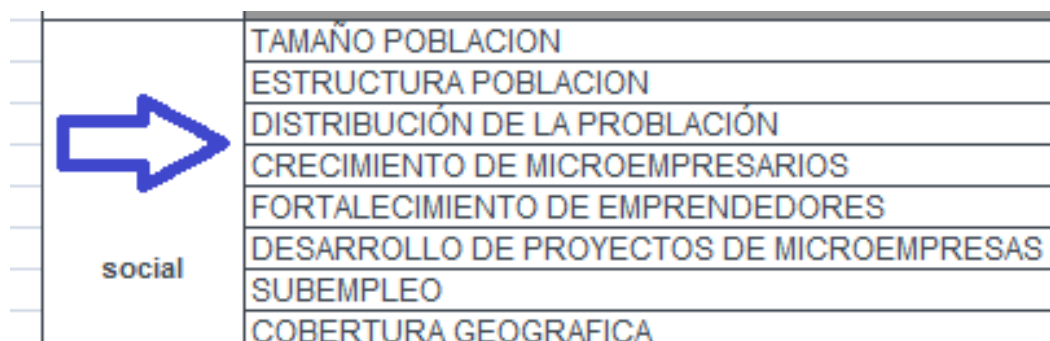 TAMAÑO POBLACION
ESTRUCTURA POBLACION
DISTRIBUCIÓN DE LA PROBLACIÓN
CRECIMIENTO DE MICROEMPRESARIOS
FORTALECIMIENTO DE EMPRENDEDORES
DESARROLLO DE PROYECTOS DE MICROEMPRESAS
social
SUBEMPLEO
COBERTURA GEOGRAFICA